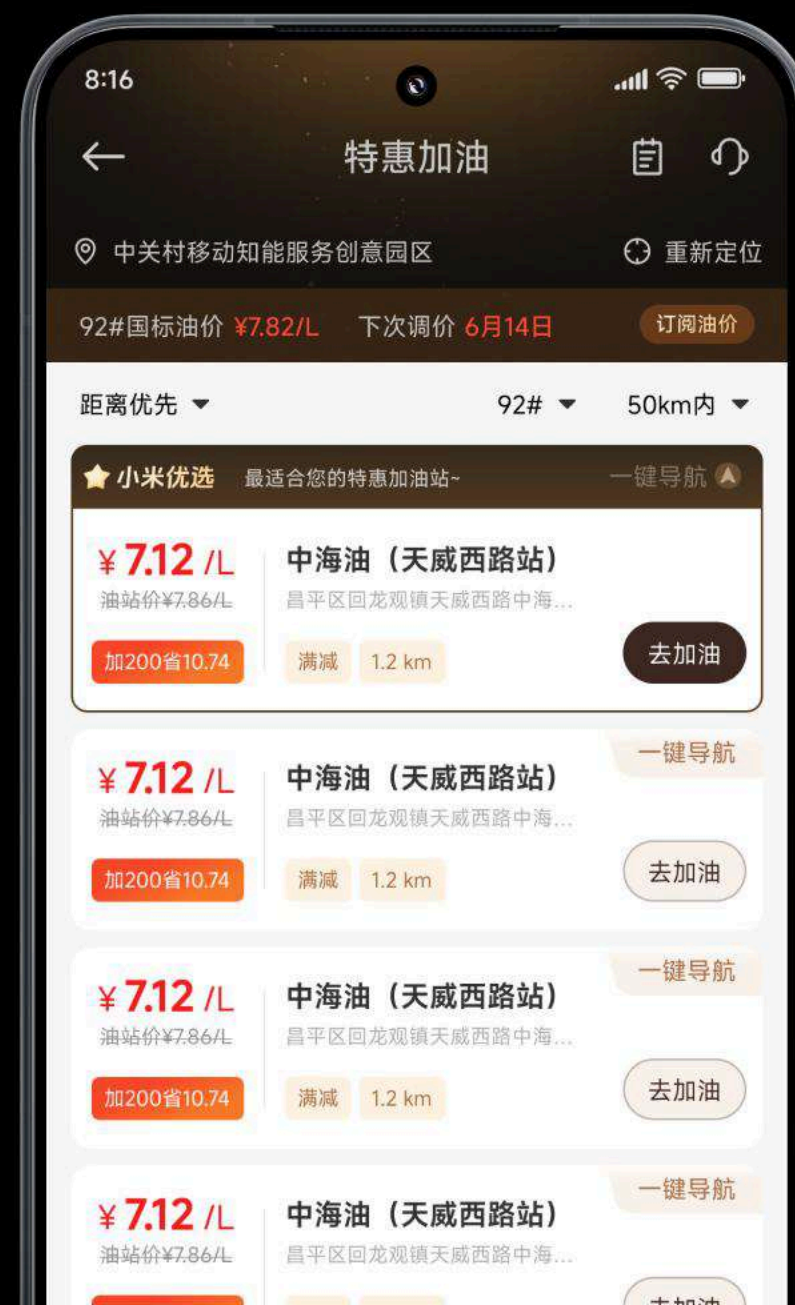 8:16
特惠加油
中关村移动知能服务创意园区 重新定位
92#国标油价 ¥7.82/L 下次调价 6月14日 订阅油价
距离优先 92# 50km内
小米优选 最适合您的特惠加油站~ 一键导航
¥7.12/L 中海油（天威西路站）
油站价¥7.86/L 昌平区回龙观镇天威西路中海...
加200省10.74 满减 1.2 km 去加油
一键导航
¥7.12/L 中海油（天威西路站）
油站价¥7.86/L 昌平区回龙观镇天威西路中海...
加200省10.74 满减 1.2 km 去加油
一键导航
¥7.12/L 中海油（天威西路站）
油站价¥7.86/L 昌平区回龙观镇天威西路中海...
加200省10.74 满减 1.2 km 去加油
一键导航
¥7.12/L 中海油（天威西路站）
油站价¥7.86/L 昌平区回龙观镇天威西路中海...
去加油